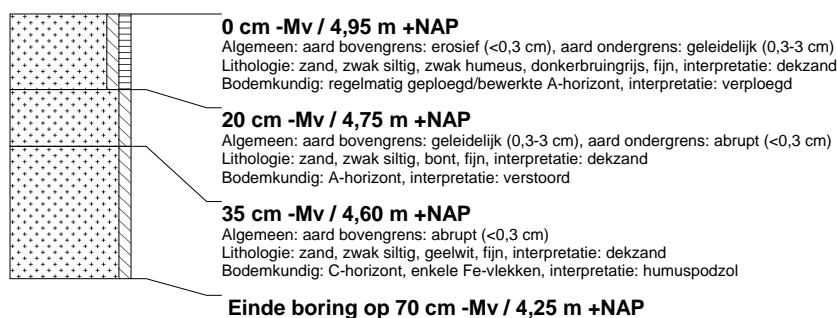 0 cm -Mv / 4,95 m +NAP
Algemeen: aard bovengrens: erosief (<0,3 cm), aard ondergrens: geleidelijk (0,3-3 cm)
Lithologie: zand, zwak siltig, zwak humeus, donkerbruingrijs, fijn, interpretatie: dekzand
Bodemkundig: regelmatig geploegd/bewerkte A-horizont, interpretatie: verploegd
20 cm -Mv / 4,75 m +NAP
Algemeen: aard bovengrens: geleidelijk (0,3-3 cm), aard ondergrens: abrupt (<0,3 cm)
Lithologie: zand, zwak siltig, bont, fijn, interpretatie: dekzand
Bodemkundig: A-horizont, interpretatie: verstoord
35 cm -Mv / 4,60 m +NAP
Algemeen: aard bovengrens: abrupt (<0,3 cm)
Lithologie: zand, zwak siltig, geelwit, fijn, interpretatie: dekzand
Bodemkundig: C-horizont, enkele Fe-vlekken, interpretatie: humuspodzol
Einde boring op 70 cm -Mv / 4,25 m +NAP